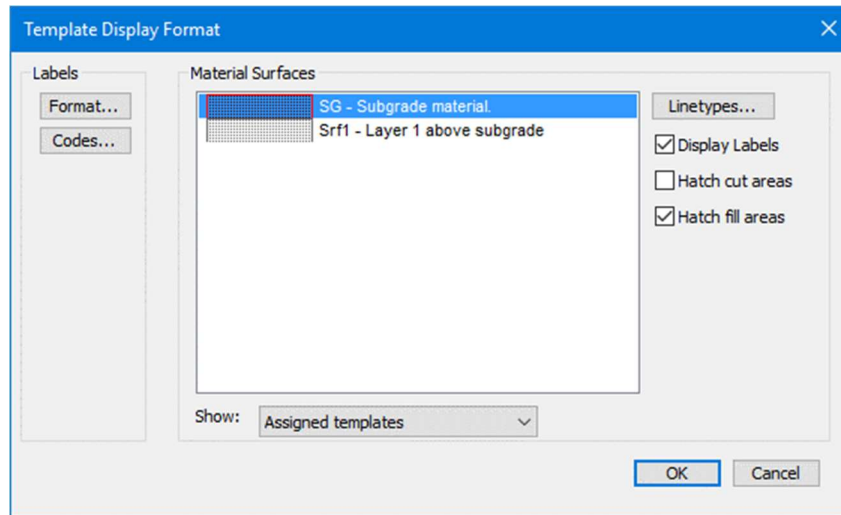 Template Display Format
Labels
Format...
Codes...
Material Surfaces
SG - Subgrade material.
Srf1 - Layer 1 above subgrade
Linetypes...
Display Labels
Hatch cut areas
Hatch fill areas
Show:
Assigned templates
OK
Cancel